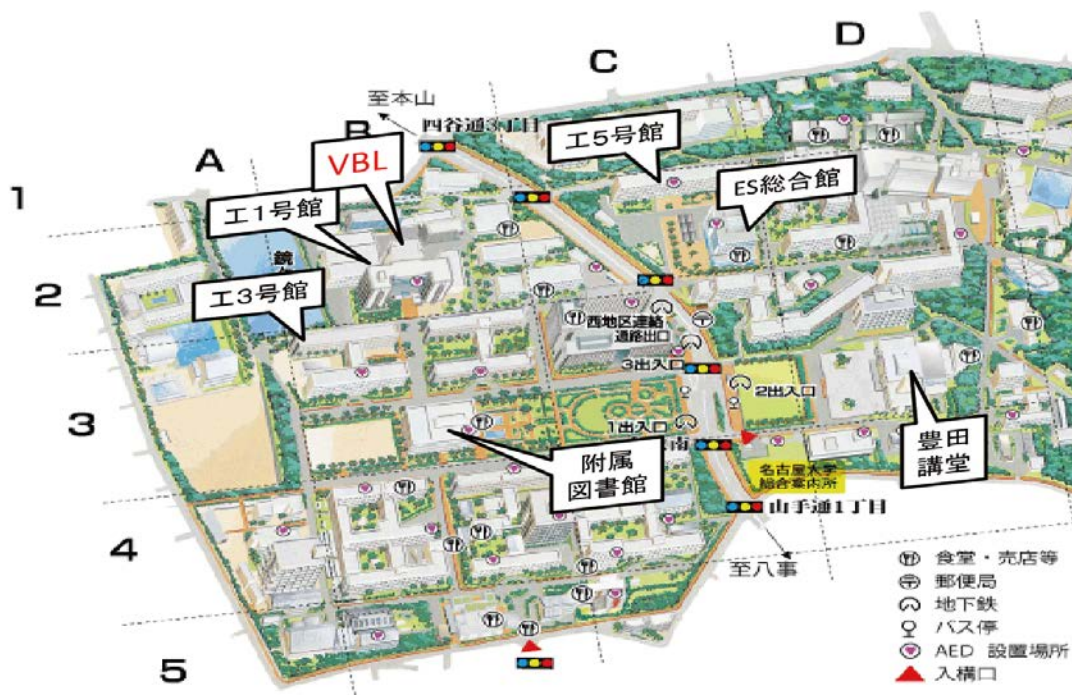 D
C
至本山
四谷通3丁目
B
工5号館
VBL
A
ES総合館
1
工1号館
鏡
2
工3号館
西地区連絡
通路出口
3出入口
2出入口
3
1出入口
南
豊田
講堂
附属
図書館
名古屋大学
総合案内所
山手通1丁目
4
至八事
食堂・売店等
郵便局
地下鉄
バス停
AED 設置場所
入構口
5